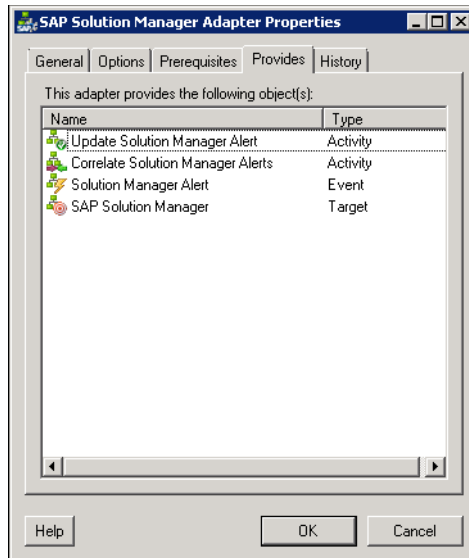 SAP Solution Manager Adapter Properties
General Options Prerequisites Provides History
This adapter provides the following object(s):
Name Type
Update Solution Manager Alert Activity
Correlate Solution Manager Alerts Activity
Solution Manager Alert Event
SAP Solution Manager Target
Help OK Cancel